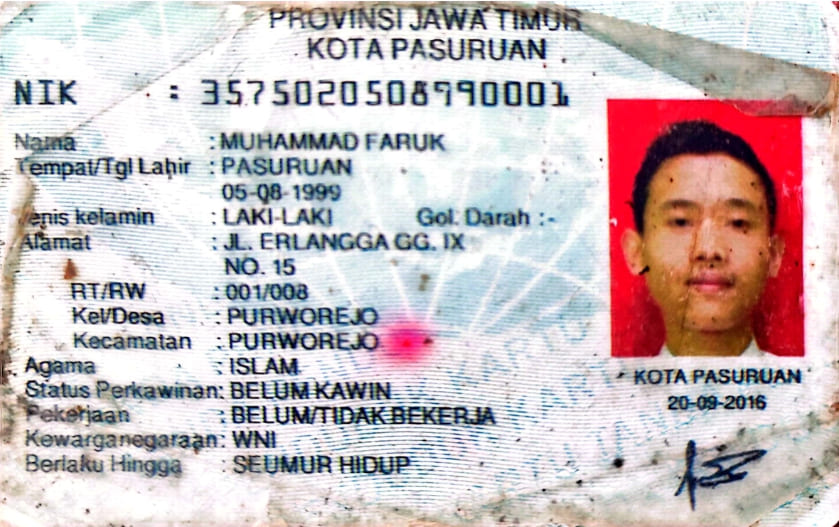 PROVINSI JAWA TIMUR
KOTA PASURUAN
NIK : 3575020508990001
Nama : MUHAMMAD FARUK
Tempat/Tgl Lahir : PASURUAN
05-08-1999
Jenis kelamin : LAKI-LAKI Gol. Darah :-
Alamat : JL. ERLANGGA GG. IX
NO. 15
RT/RW : 001/008
Kel/Desa : PURWOREJO
Kecamatan : PURWOREJO
Agama : ISLAM
Status Perkawinan: BELUM KAWIN
Pekerjaan : BELUM/TIDAK BEKERJA
Kewarganegaraan: WNI
Berlaku Hingga : SEUMUR HIDUP
KOTA PASURUAN
20-09-2016